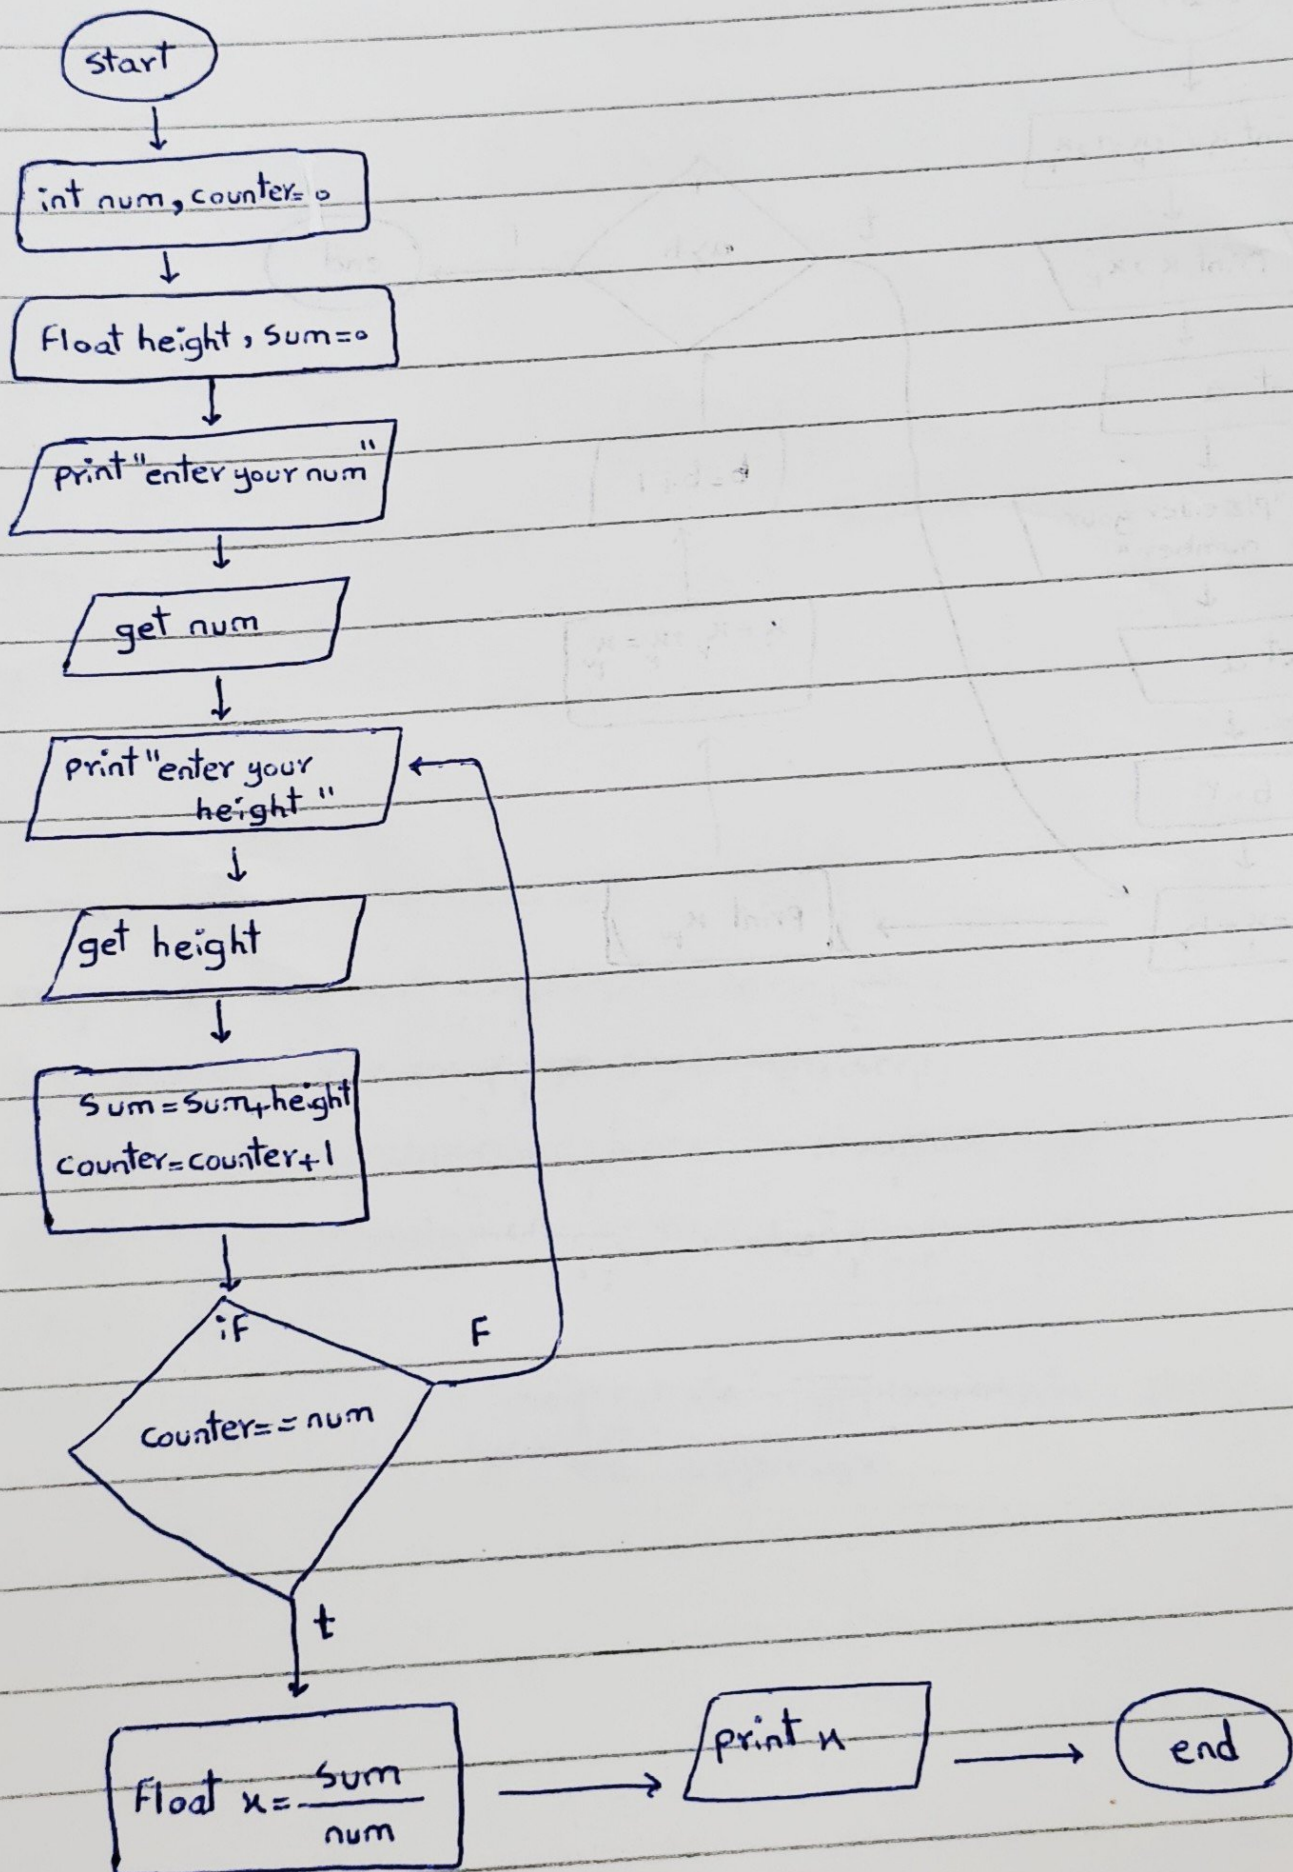 start
int num, counter=0
Float height, sum=0
print "enter your num"
get num
print "enter your
height"
get height
sum=sum+height
counter=counter+1
if
F
counter==num
t
Float x=sum/num
print x
end